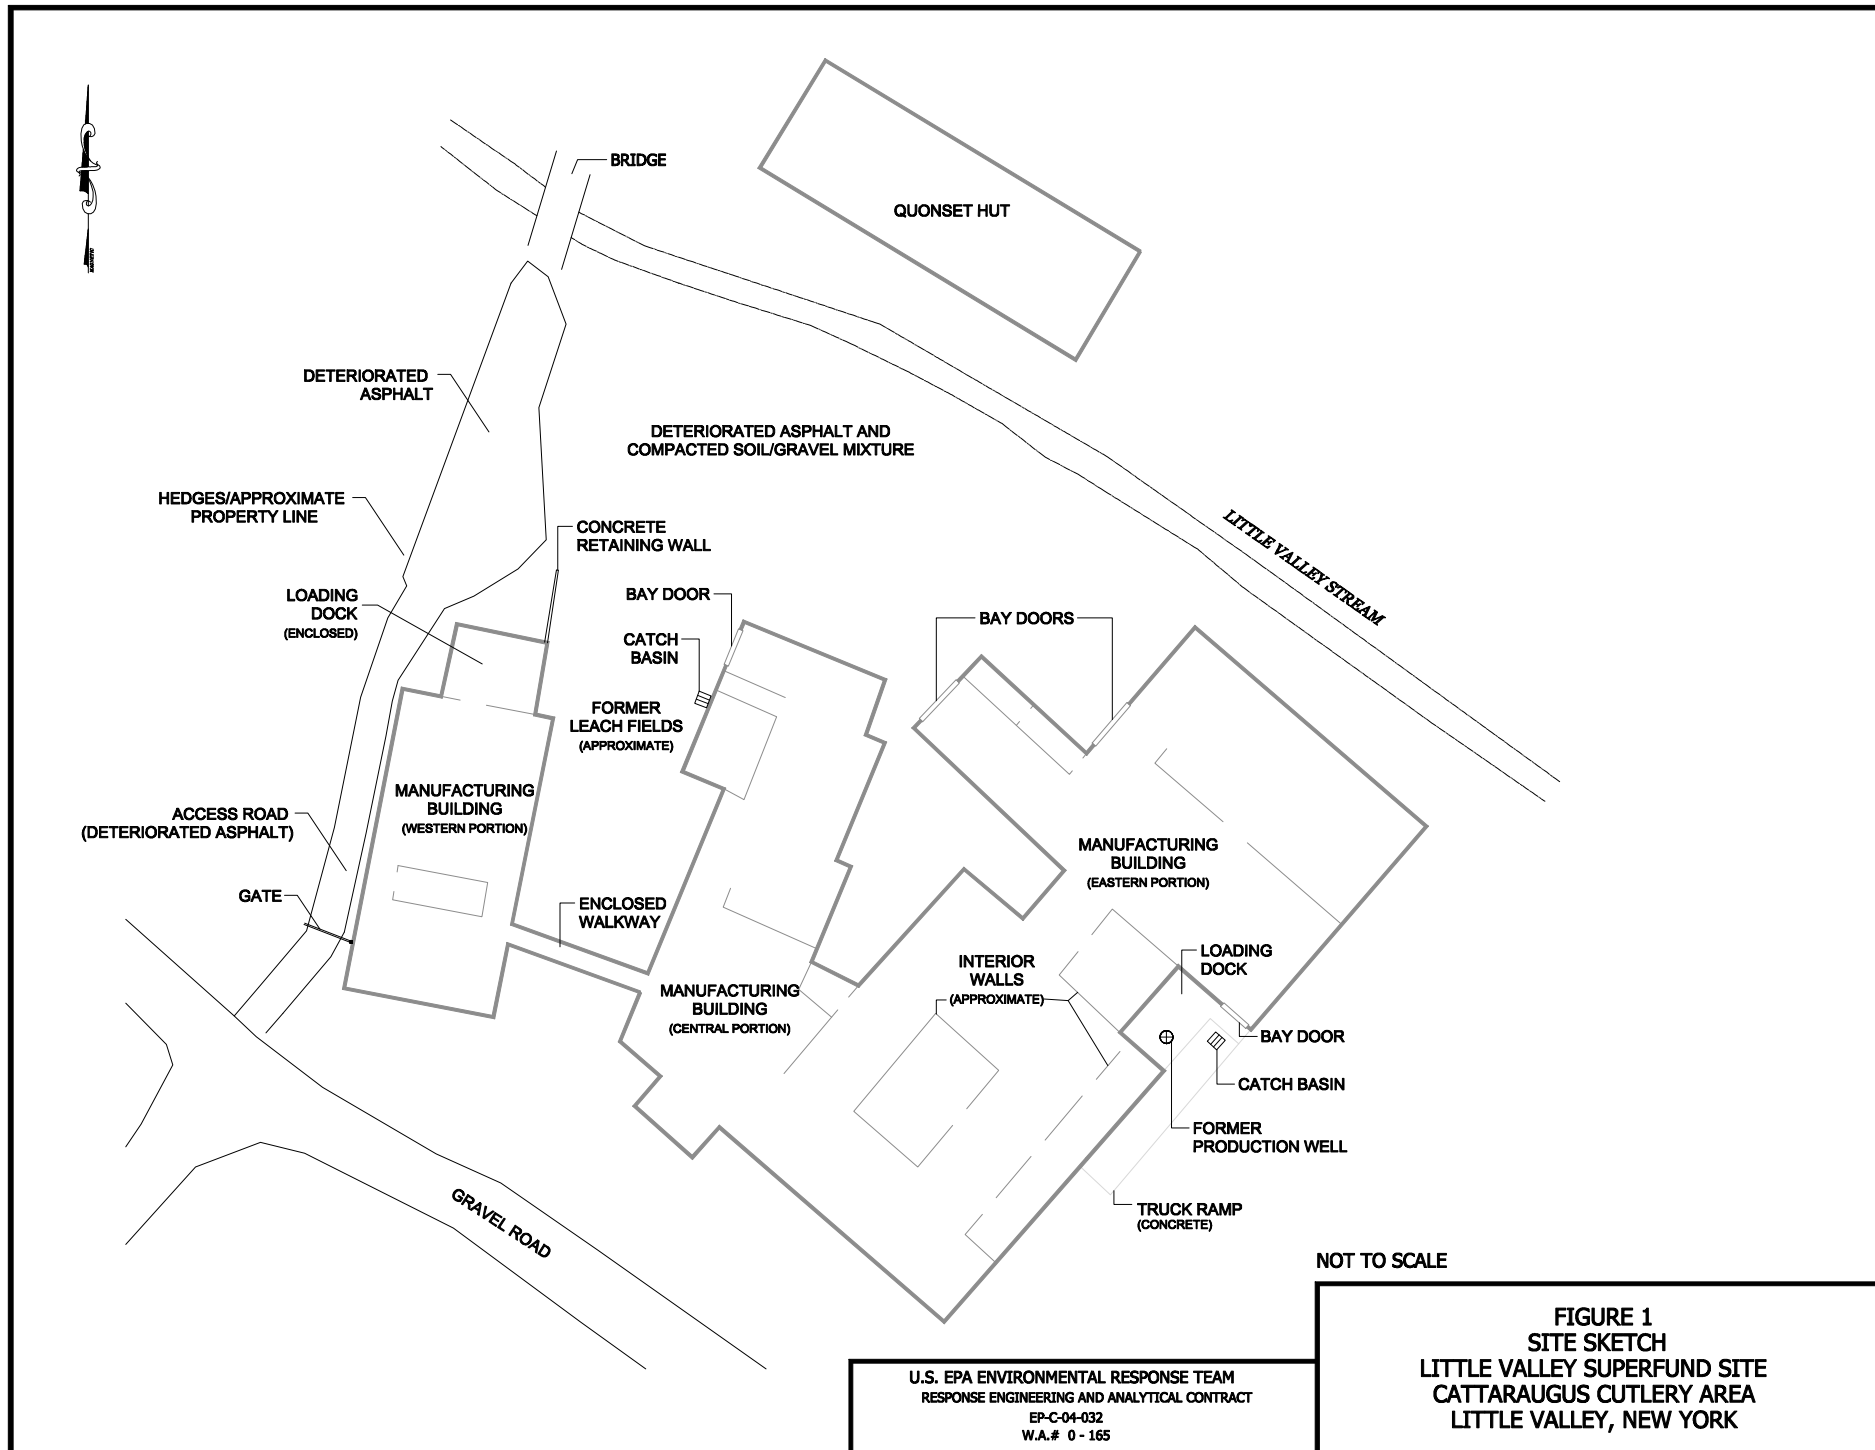 BRIDGE
QUONSET HUT
DETERIORATED
ASPHALT
DETERIORATED ASPHALT AND
COMPACTED SOIL/GRAVEL MIXTURE
HEDGES/APPROXIMATE
PROPERTY LINE
CONCRETE
RETAINING WALL
LITTLE VALLEY STREAM
LOADING
DOCK
(ENCLOSED)
BAY DOOR
CATCH
BASIN
BAY DOORS
FORMER
LEACH FIELDS
(APPROXIMATE)
MANUFACTURING
BUILDING
(WESTERN PORTION)
ACCESS ROAD
(DETERIORATED ASPHALT)
MANUFACTURING
BUILDING
(EASTERN PORTION)
GATE
ENCLOSED
WALKWAY
INTERIOR
WALLS
(APPROXIMATE)
LOADING
DOCK
MANUFACTURING
BUILDING
(CENTRAL PORTION)
BAY DOOR
CATCH BASIN
FORMER
PRODUCTION WELL
GRAVEL ROAD
TRUCK RAMP
(CONCRETE)
NOT TO SCALE
FIGURE 1
SITE SKETCH
LITTLE VALLEY SUPERFUND SITE
CATTARAUGUS CUTLERY AREA
LITTLE VALLEY, NEW YORK
U.S. EPA ENVIRONMENTAL RESPONSE TEAM
RESPONSE ENGINEERING AND ANALYTICAL CONTRACT
EP-C-04-032
W.A.# 0 - 165